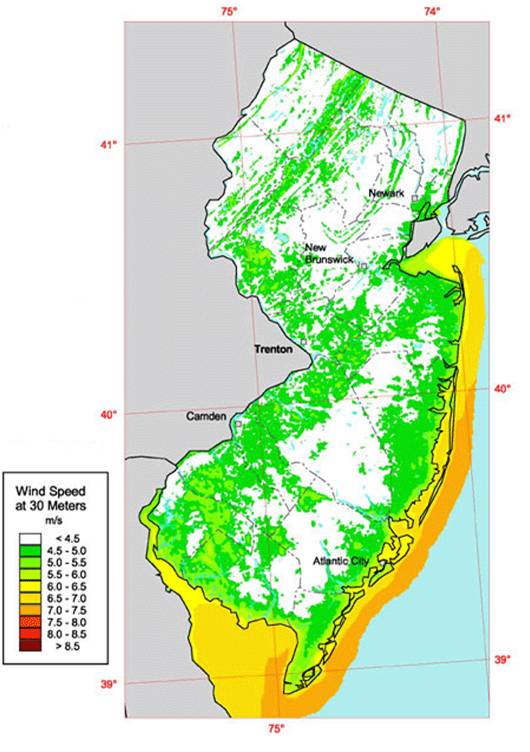 75° 74°
41° 41°
Newark
New
Brunswick
Trenton
40°
Camden
40°
Wind Speed
at 30 Meters
m/s
< 4.5
4.5 - 5.0
5.0 - 5.5
5.5 - 6.0
6.0 - 6.5
6.5 - 7.0
7.0 - 7.5
7.5 - 8.0
8.0 - 8.5
> 8.5
Atlantic City
39° 39°
75°